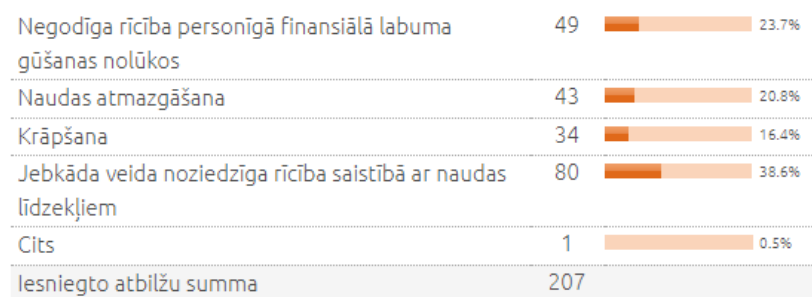 Negodīga rīcība personīgā finansiālā labuma 49 23.7%
gūšanas nolūkos
Naudas atmazgāšana 43 20.8%
Krāpšana 34 16.4%
Jebkāda veida noziedzīga rīcība saistībā ar naudas 80 38.6%
līdzekļiem
Cits 1 0.5%
Iesniegto atbilžu summa 207